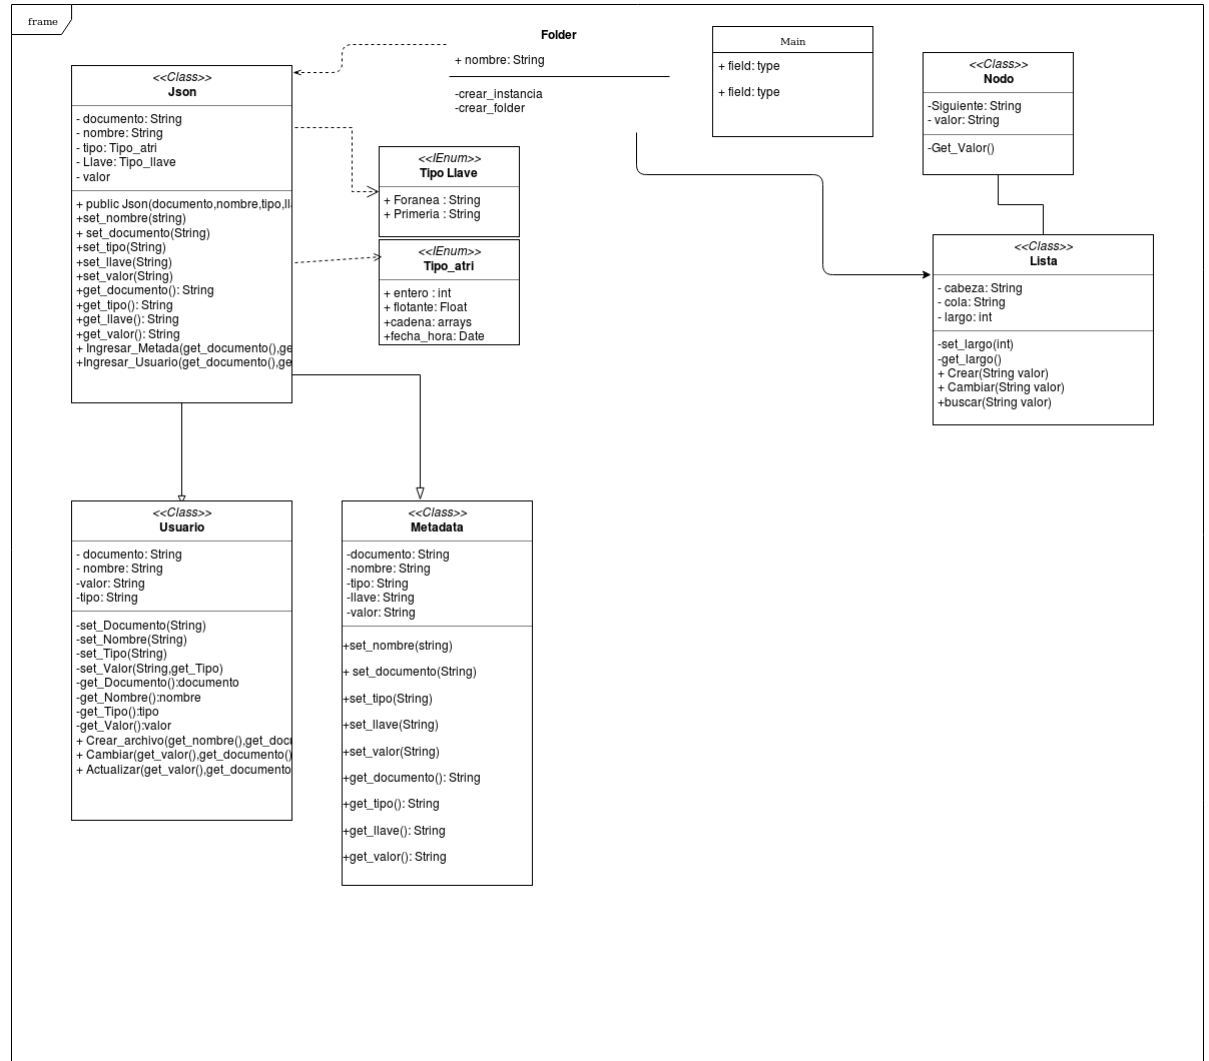 frame
Folder
+ nombre: String
-crear_instancia
-crear_folder
Main
+ field: type
+ field: type
<<Class>>
Nodo
-Siguiente: String
- valor: String
-Get_Valor()
<<Class>>
Json
- documento: String
- nombre: String
- tipo: Tipo_atri
- Llave: Tipo_llave
- valor
+ public Json(documento,nombre,tipo,ll
+set_nombre(string)
+ set_documento(String)
+set_tipo(String)
+set_llave(String)
+set_valor(String)
+get_documento(): String
+get_tipo(): String
+get_llave(): String
+get_valor(): String
+ Ingresar_Metada(get_documento(),ge
+Ingresar_Usuario(get_documento(),ge
<<IEnum>>
Tipo Llave
+ Foranea : String
+ Primeria : String
<<IEnum>>
Tipo_atri
+ entero : int
+ flotante: Float
+cadena: arrays
+fecha_hora: Date
<<Class>>
Lista
- cabeza: String
- cola: String
- largo: int
-set_largo(int)
-get_largo()
+ Crear(String valor)
+ Cambiar(String valor)
+buscar(String valor)
<<Class>>
Usuario
- documento: String
- nombre: String
-valor: String
-tipo: String
-set_Documento(String)
-set_Nombre(String)
-set_Tipo(String)
-set_Valor(String,get_Tipo)
-get_Documento():documento
-get_Nombre():nombre
-get_Tipo():tipo
-get_Valor():valor
+ Crear_archivo(get_nombre(),get_docu
+ Cambiar(get_valor(),get_documento()
+ Actualizar(get_valor(),get_documento
<<Class>>
Metadata
-documento: String
-nombre: String
-tipo: String
-llave: String
-valor: String
+set_nombre(string)
+ set_documento(String)
+set_tipo(String)
+set_llave(String)
+set_valor(String)
+get_documento(): String
+get_tipo(): String
+get_llave(): String
+get_valor(): String